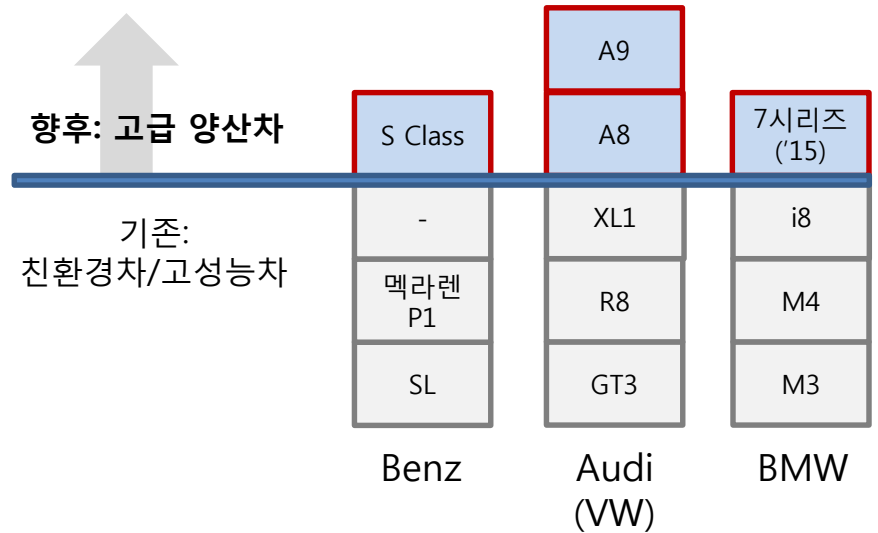 A9
향후: 고급 양산차
S Class
A8
7시리즈
('15)
기존:
친환경차/고성능차
-
XL1
i8
멕라렌
P1
R8
M4
SL
GT3
M3
Benz
Audi
(VW)
BMW